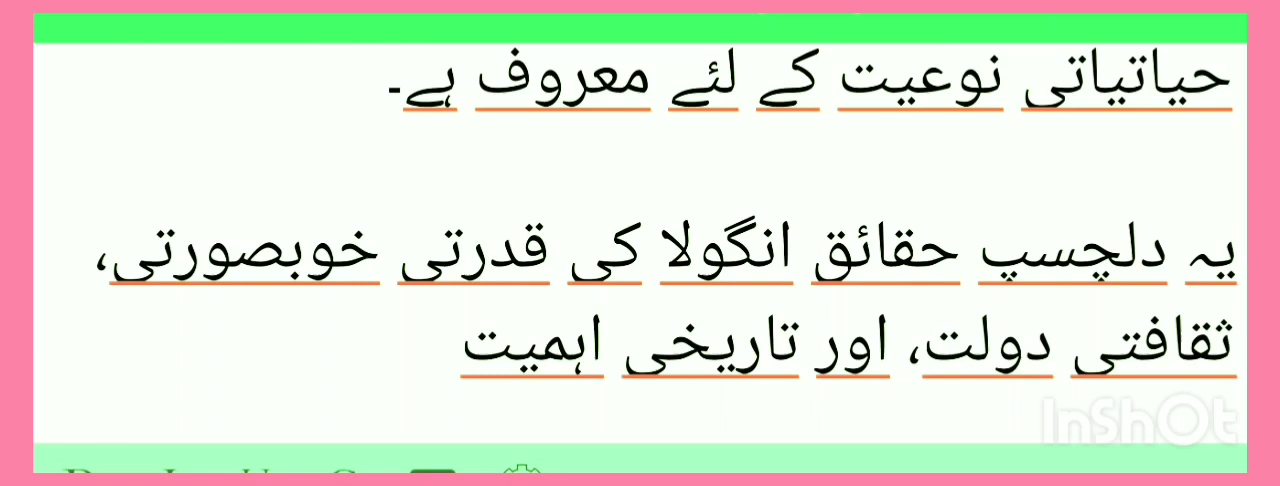 حیاتیاتی نوعیت کے لئے معروف ہے۔
یہ دلچسپ حقائق انگولا کی قدرتی خوبصورتی،
ثقافتی دولت، اور تاریخی اہمیت
InShOt